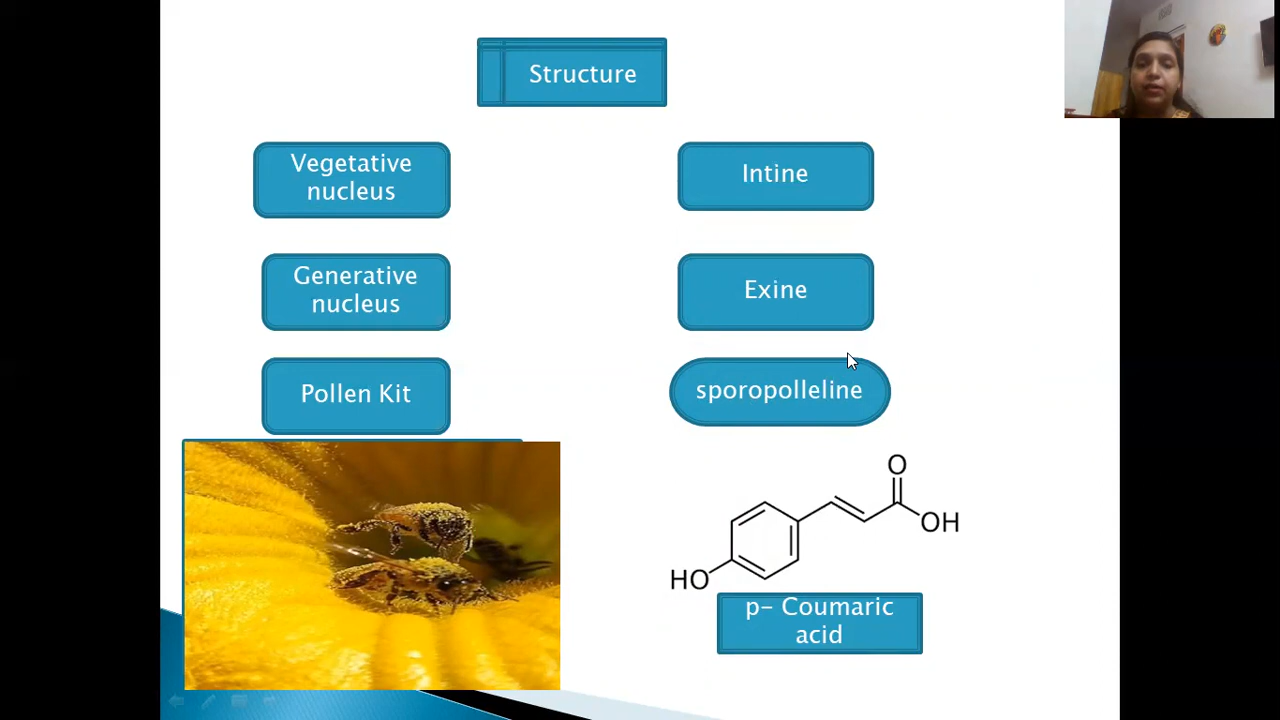 Structure
Vegetative
nucleus
Generative
nucleus
Pollen Kit
Intine
Exine
sporopolleline
O
OH
HO
p- Coumaric
acid